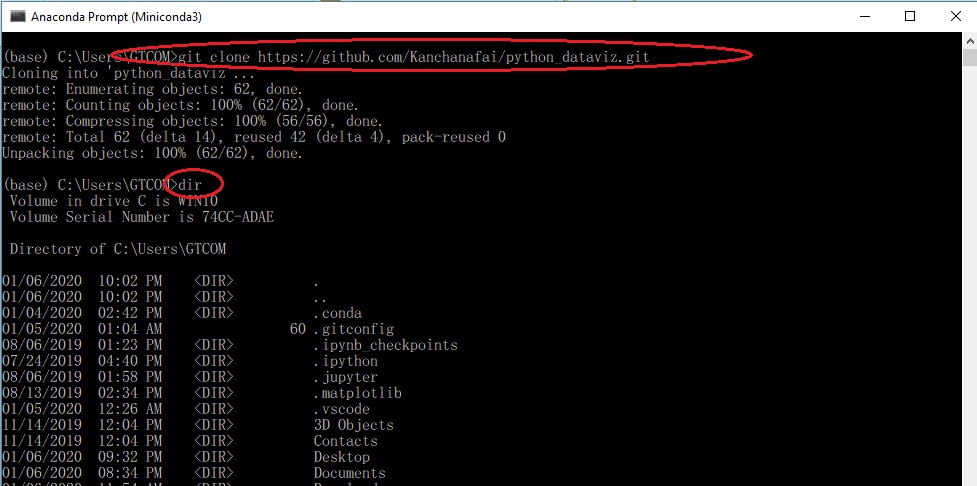 Anaconda Prompt (Miniconda3)
(base) C:\Users\GTCOM>git clone https://github.com/Kanchanafai/python_dataviz.git
Cloning into 'python_dataviz ...
remote: Enumerating objects: 62, done.
remote: Counting objects: 100% (62/62), done.
remote: Compressing objects: 100% (56/56), done.
remote: Total 62 (delta 14), reused 42 (delta 4), pack-reused 0
Unpacking objects: 100% (62/62), done.
(base) C:\Users\GTCOM>dir
Volume in drive C is WIN10
Volume Serial Number is 74CC-ADAE
Directory of C:\Users\GTCOM
01/06/2020  10:02 PM    <DIR>          .
01/06/2020  10:02 PM    <DIR>          ..
01/04/2020  02:42 PM    <DIR>          .conda
01/05/2020  01:04 AM                60 .gitconfig
08/06/2019  01:23 PM    <DIR>          .ipynb_checkpoints
07/24/2019  04:40 PM    <DIR>          .ipython
08/06/2019  01:58 PM    <DIR>          .jupyter
08/13/2019  02:34 PM    <DIR>          .matplotlib
01/05/2020  12:26 AM    <DIR>          .vscode
11/14/2019  12:04 PM    <DIR>          3D Objects
11/14/2019  12:04 PM    <DIR>          Contacts
01/06/2020  09:32 PM    <DIR>          Desktop
01/06/2020  08:34 PM    <DIR>          Documents